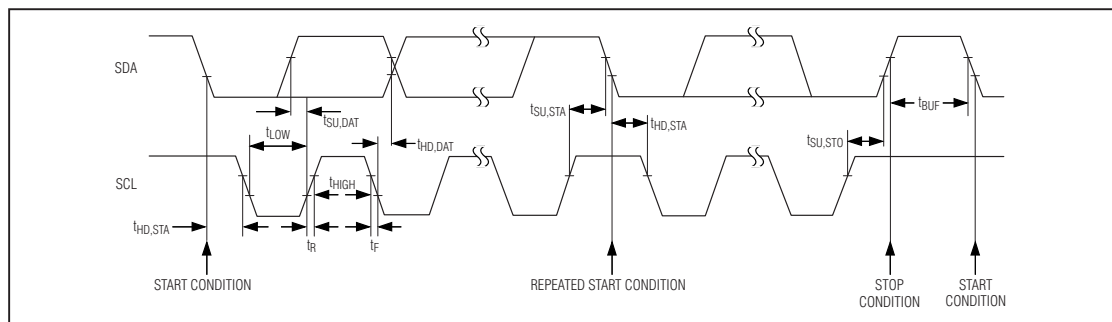 SDA
tSU,DAT
tSU,STA
tHD,STA
tBUF
tLOW
tHD,DAT
tSU,STO
SCL
tHIGH
tHD,STA
tR
tF
START CONDITION
REPEATED START CONDITION
STOP
CONDITION
START
CONDITION